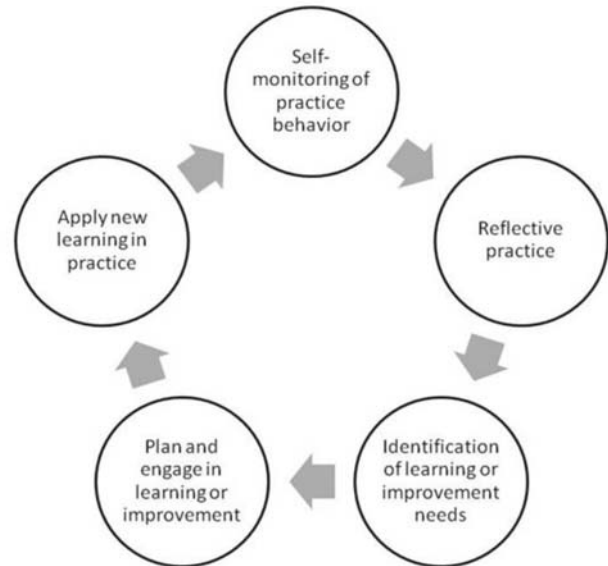 Self-
monitoring of
practice
behavior
Reflective
practice
Identification
of learning or
improvement
needs
Plan and
engage in
learning or
improvement
Apply new
learning in
practice